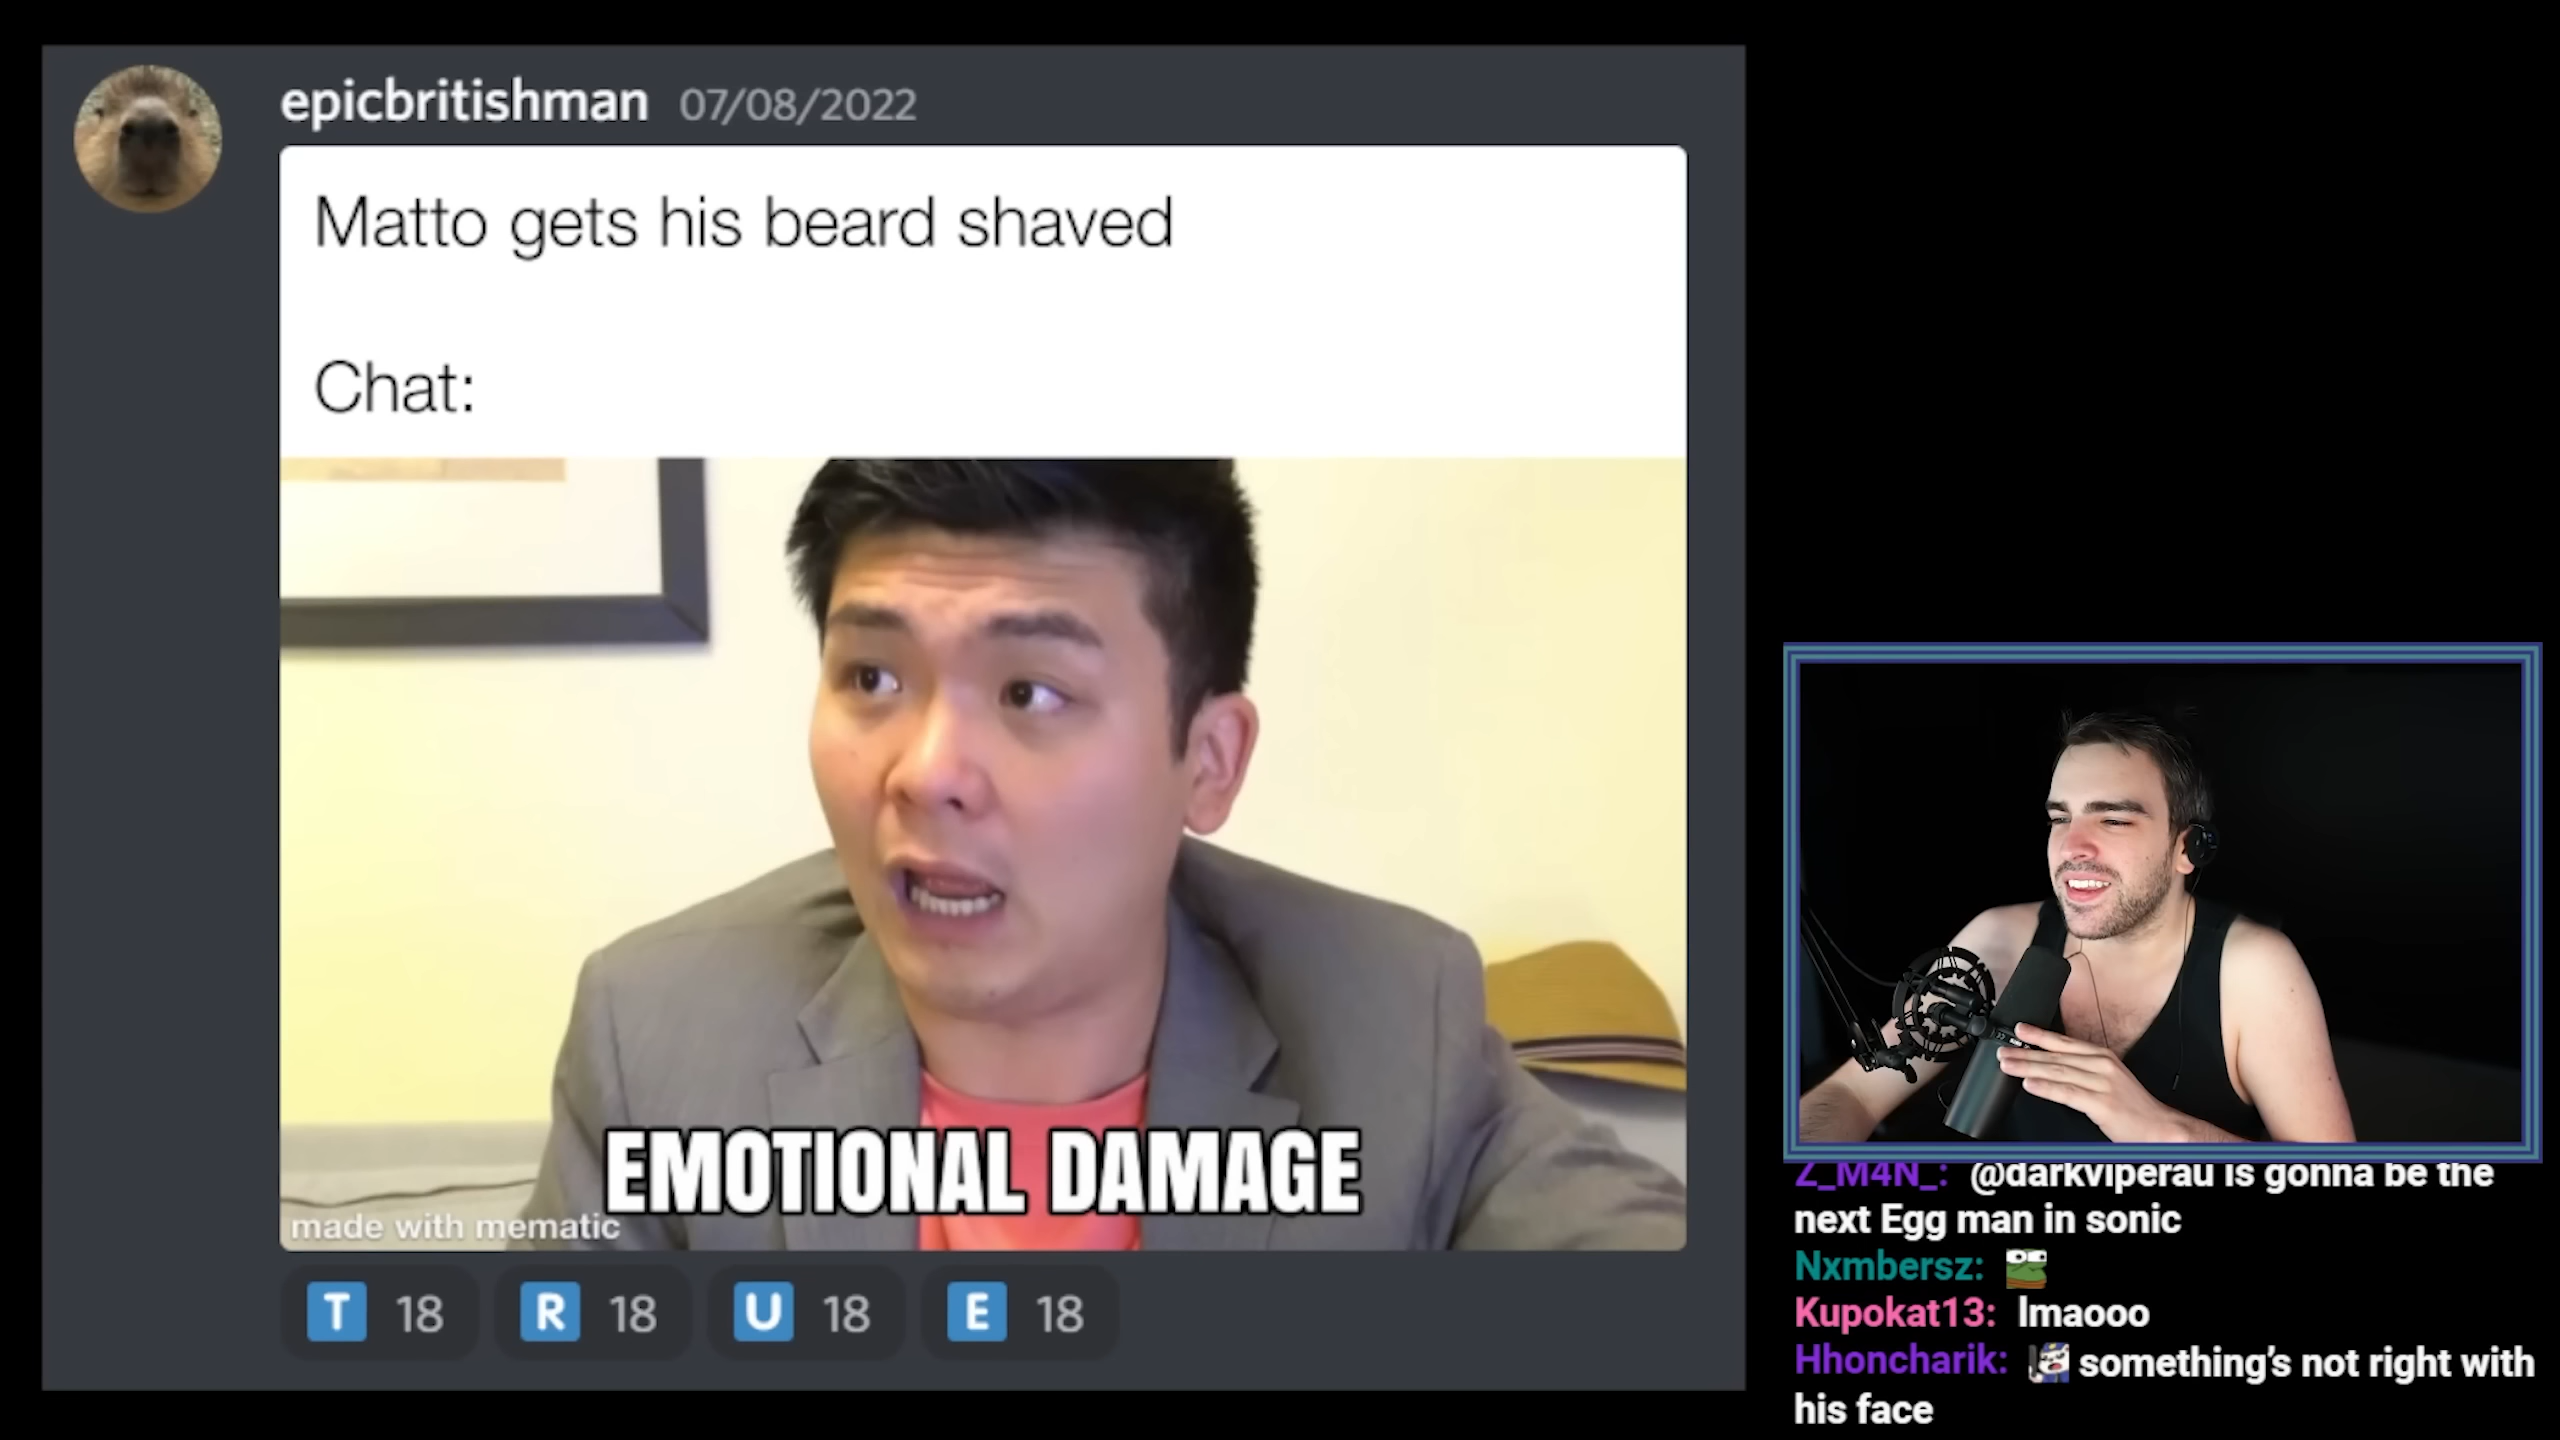 epicbritishman 07/08/2022
Matto gets his beard shaved
Chat:
EMOTIONAL DAMAGE
made with mematic
T 18 R 18 U 18 E 18
Z_M4N_: @darkviperau is gonna be the
next Egg man in sonic
Nxmbersz:
Kupokat13: lmaooo
Hhoncharik: something's not right with
his face